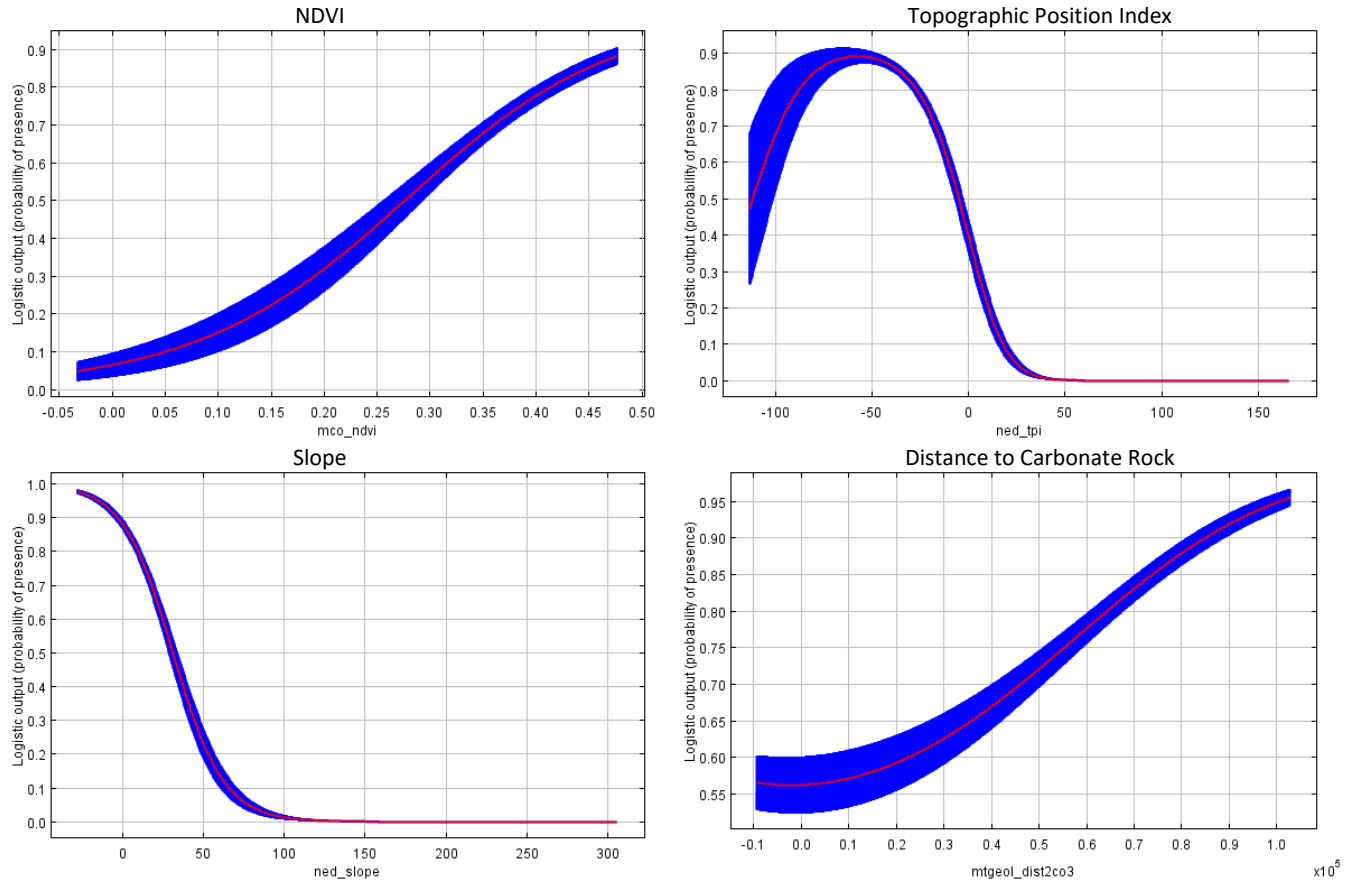 NDVI
Logistic output (probability of presence)
0.9
0.8
0.7
0.6
0.5
0.4
0.3
0.2
0.1
0.0
-0.05 0.00 0.05 0.10 0.15 0.20 0.25 0.30 0.35 0.40 0.45 0.50
mco_ndvi
Topographic Position Index
Logistic output (probability of presence)
0.9
0.8
0.7
0.6
0.5
0.4
0.3
0.2
0.1
0.0
-100 -50 0 50 100 150
ned_tpi
Slope
Logistic output (probability of presence)
1.0
0.9
0.8
0.7
0.6
0.5
0.4
0.3
0.2
0.1
0.0
0 50 100 150 200 250 300
ned_slope
Distance to Carbonate Rock
Logistic output (probability of presence)
0.95
0.90
0.85
0.80
0.75
0.70
0.65
0.60
0.55
-0.1 0.0 0.1 0.2 0.3 0.4 0.5 0.6 0.7 0.8 0.9 1.0
mtgeol_dist2co3 x10⁵